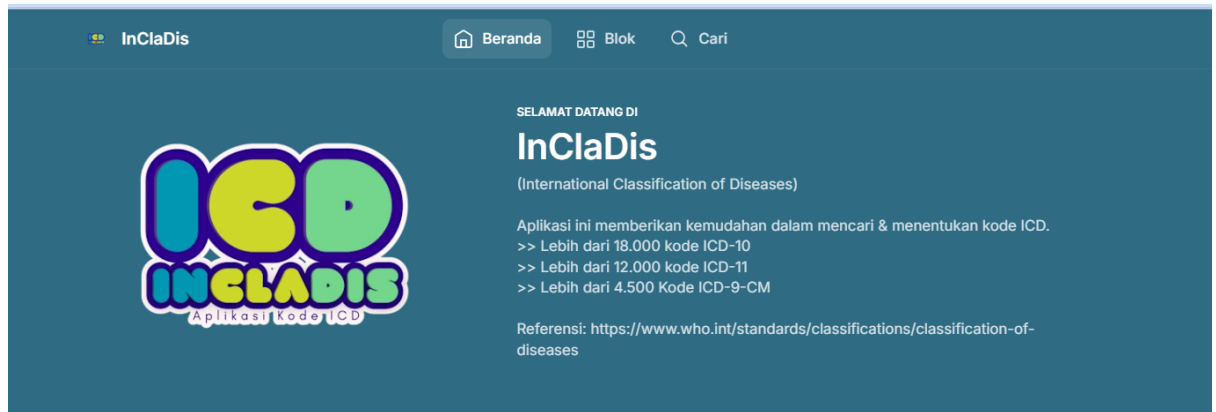 InClaDis
Beranda
Blok
Cari
ICD
INCLADIS
Aplikasi Kode ICD
SELAMAT DATANG DI
InClaDis
(International Classification of Diseases)
Aplikasi ini memberikan kemudahan dalam mencari & menentukan kode ICD.
>> Lebih dari 18.000 kode ICD-10
>> Lebih dari 12.000 kode ICD-11
>> Lebih dari 4.500 Kode ICD-9-CM
Referensi: https://www.who.int/standards/classifications/classification-of-
diseases